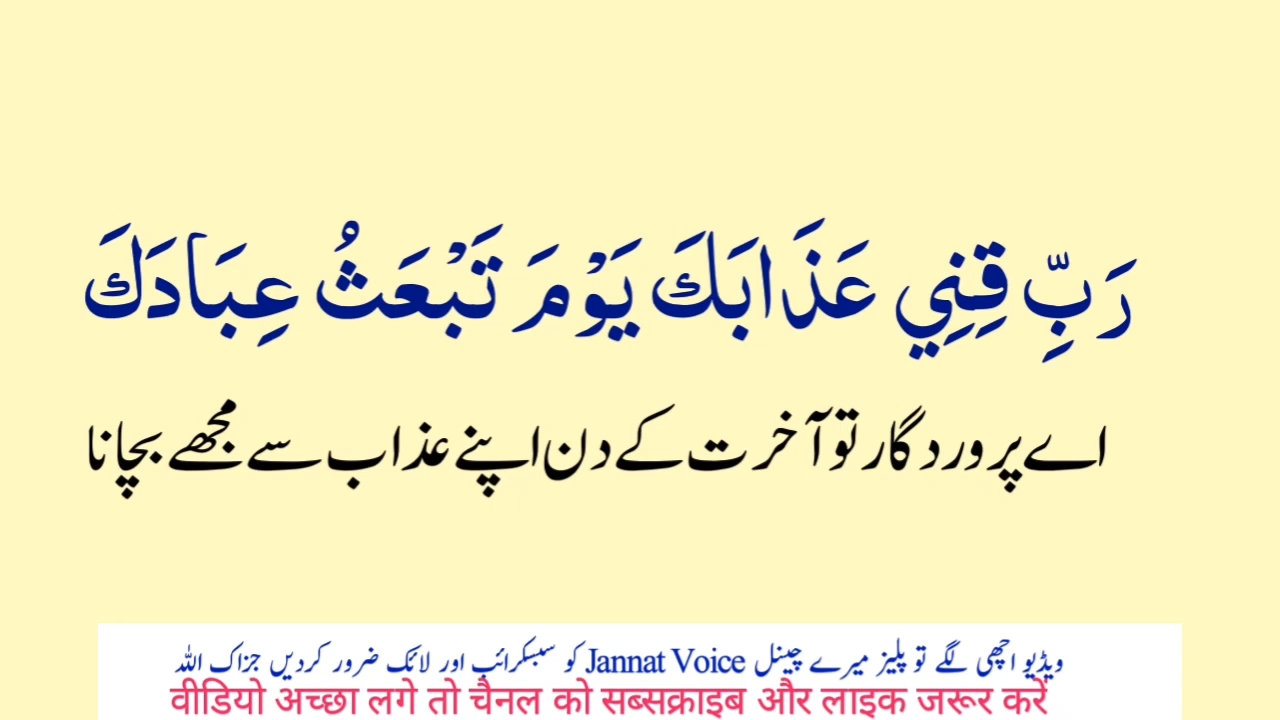 رَبِّ قِنِي عَذَابَكَ يَوْمَ تَبْعَثُ عِبَادَكَ
اے پروردگار تو آخرت کے دن اپنے عذاب سے مجھے بچانا
ویڈیو اچھی لگے تو پلیز میرے چینل Jannat Voice کو سبسکرائب اور لائک ضرور کردیں جزاک اللہ
वीडियो अच्छा लगे तो चैनल को सब्सक्राइब और लाइक जरूर करें